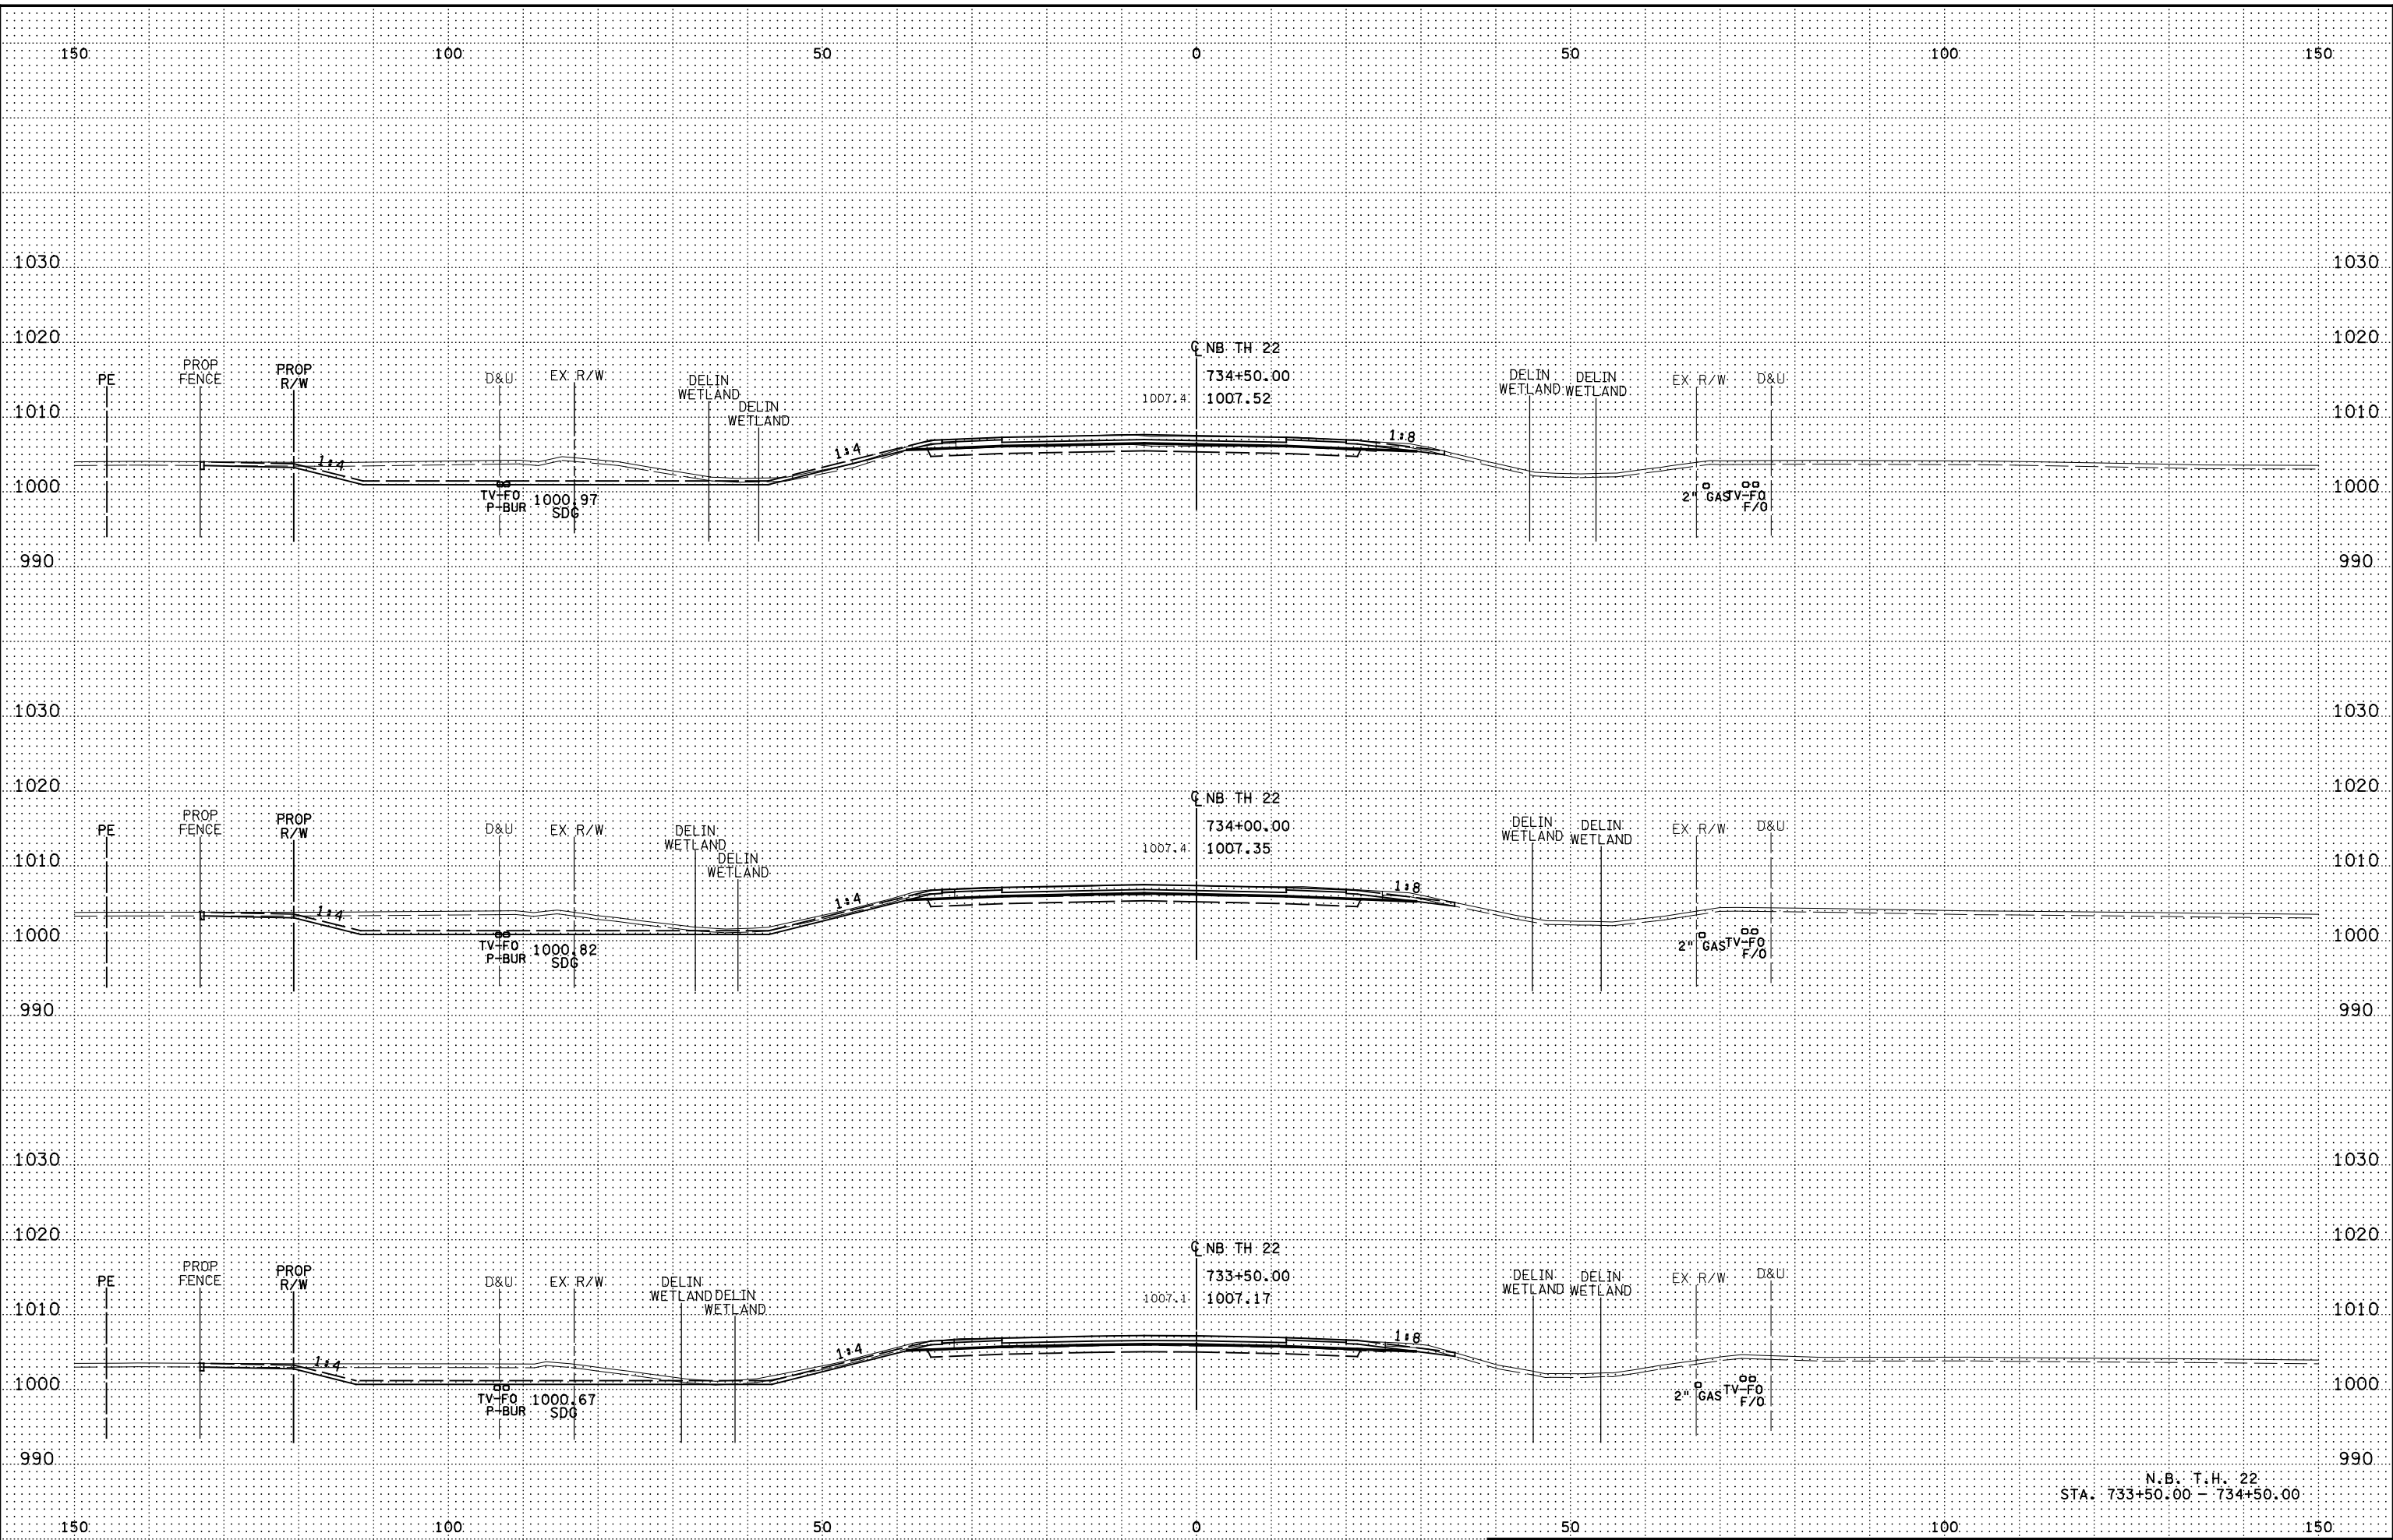 150 100 50 0 50 100 150
1030 1030
1020 1020
℄ NB TH 22
734+50.00
1007.4 1007.52
PE
PROP
FENCE
PROP
R/W
D&U
EX R/W
DELIN
WETLAND
DELIN
WETLAND
DELIN
WETLAND
DELIN
WETLAND
EX R/W
D&U
1010 1010
1:4
1:4
1:8
1000 1000
TV-FO
P-BUR
1000.97
SDG
2" GAS
TV-FO
F/O
990 990
1030 1030
1020 1020
℄ NB TH 22
734+00.00
1007.4 1007.35
PE
PROP
FENCE
PROP
R/W
D&U
EX R/W
DELIN
WETLAND
DELIN
WETLAND
DELIN
WETLAND
DELIN
WETLAND
EX R/W
D&U
1010 1010
1:4
1:4
1:8
1000 1000
TV-FO
P-BUR
1000.82
SDG
2" GAS
TV-FO
F/O
990 990
1030 1030
1020 1020
℄ NB TH 22
733+50.00
1007.1 1007.17
PE
PROP
FENCE
PROP
R/W
D&U
EX R/W
DELIN
WETLAND
DELIN
WETLAND
DELIN
WETLAND
DELIN
WETLAND
EX R/W
D&U
1010 1010
1:4
1:4
1:8
1000 1000
TV-FO
P-BUR
1000.67
SDG
2" GAS
TV-FO
F/O
990 990
N.B. T.H. 22
STA. 733+50.00 - 734+50.00
150 100 50 0 50 100 150